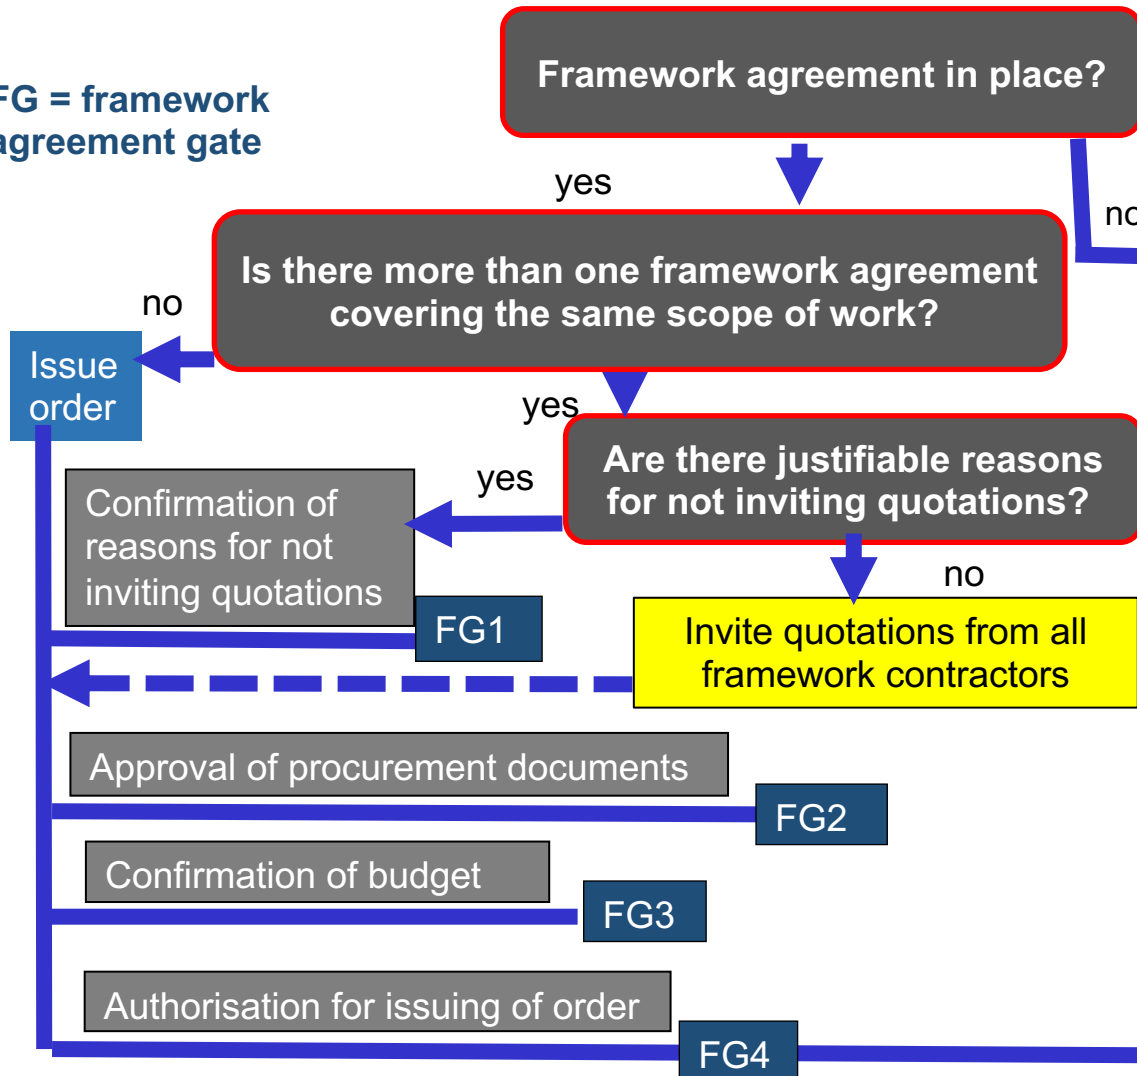 Framework agreement in place?
FG = framework
agreement gate
yes
no
Is there more than one framework agreement
covering the same scope of work?
no
Issue
order
yes
Are there justifiable reasons
for not inviting quotations?
yes
Confirmation of
reasons for not
inviting quotations
no
FG1
Invite quotations from all
framework contractors
Approval of procurement documents
FG2
Confirmation of budget
FG3
Authorisation for issuing of order
FG4